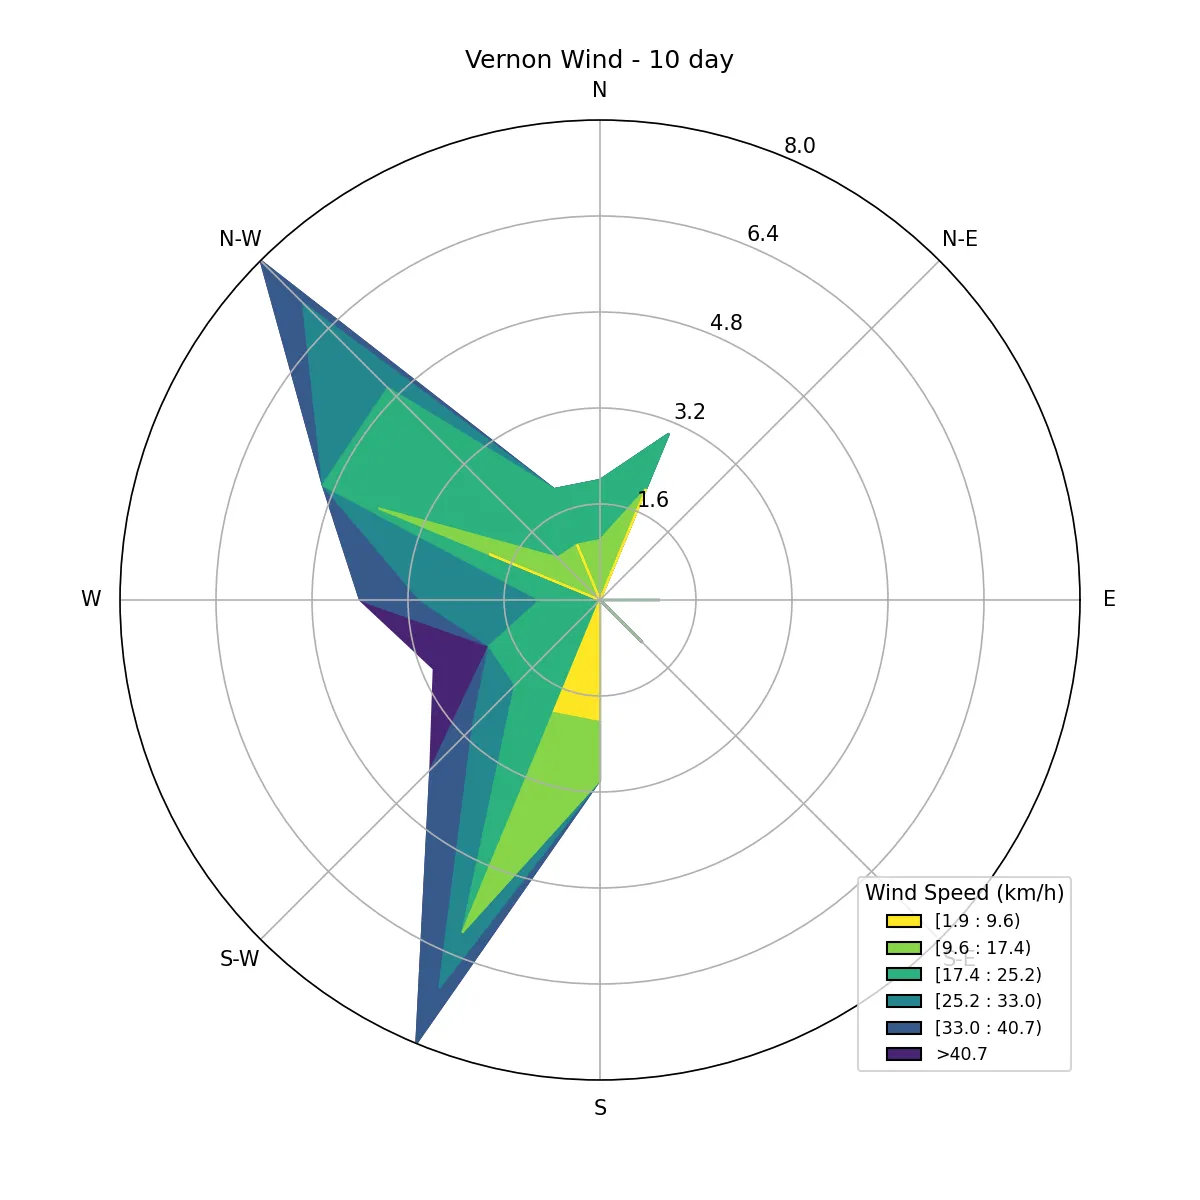 Vernon Wind - 10 day
N
8.0
N-W
6.4
N-E
4.8
3.2
1.6
W
E
S-W
S-E
S
Wind Speed (km/h)
[1.9 : 9.6)
[9.6 : 17.4)
[17.4 : 25.2)
[25.2 : 33.0)
[33.0 : 40.7)
>40.7